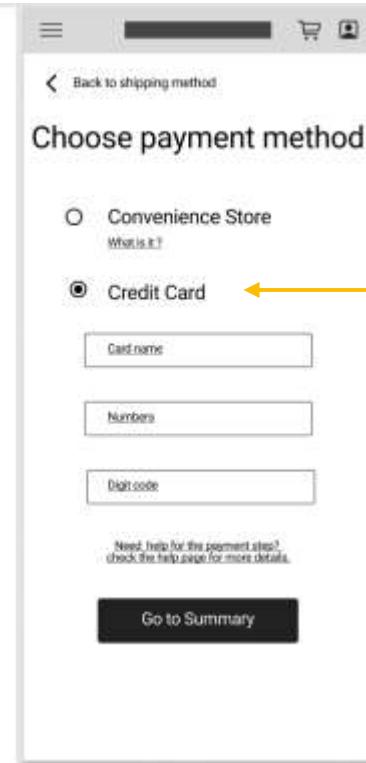 Back to shipping method
Choose payment method
Convenience Store
What is it ?
Credit Card
Card name
Numbers
Digit code
Need help for the payment step?
check the help page for more details.
Go to Summary